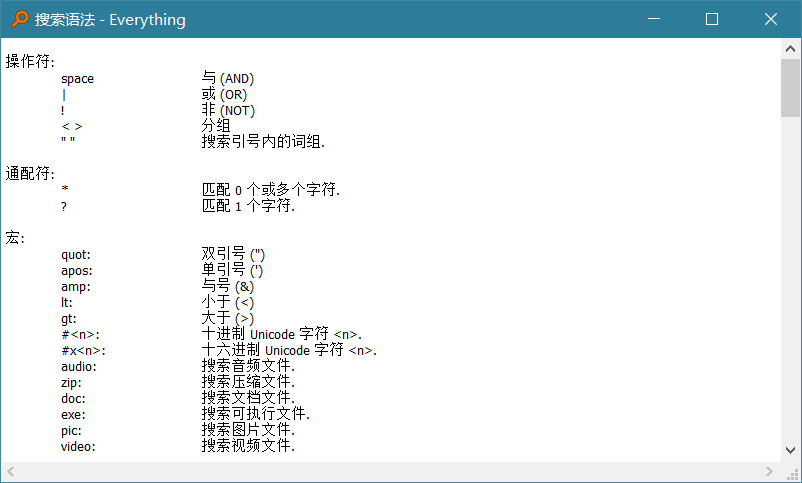 搜索语法 - Everything
操作符:
space 与 (AND)
| 或 (OR)
! 非 (NOT)
< > 分组
" " 搜索引号内的词组.
通配符:
* 匹配 0 个或多个字符.
? 匹配 1 个字符.
宏:
quot: 双引号 (")
apos: 单引号 (')
amp: 与号 (&)
lt: 小于 (<)
gt: 大于 (>)
#<n>: 十进制 Unicode 字符 <n>.
#x<n>: 十六进制 Unicode 字符 <n>.
audio: 搜索音频文件.
zip: 搜索压缩文件.
doc: 搜索文档文件.
exe: 搜索可执行文件.
pic: 搜索图片文件.
video: 搜索视频文件.